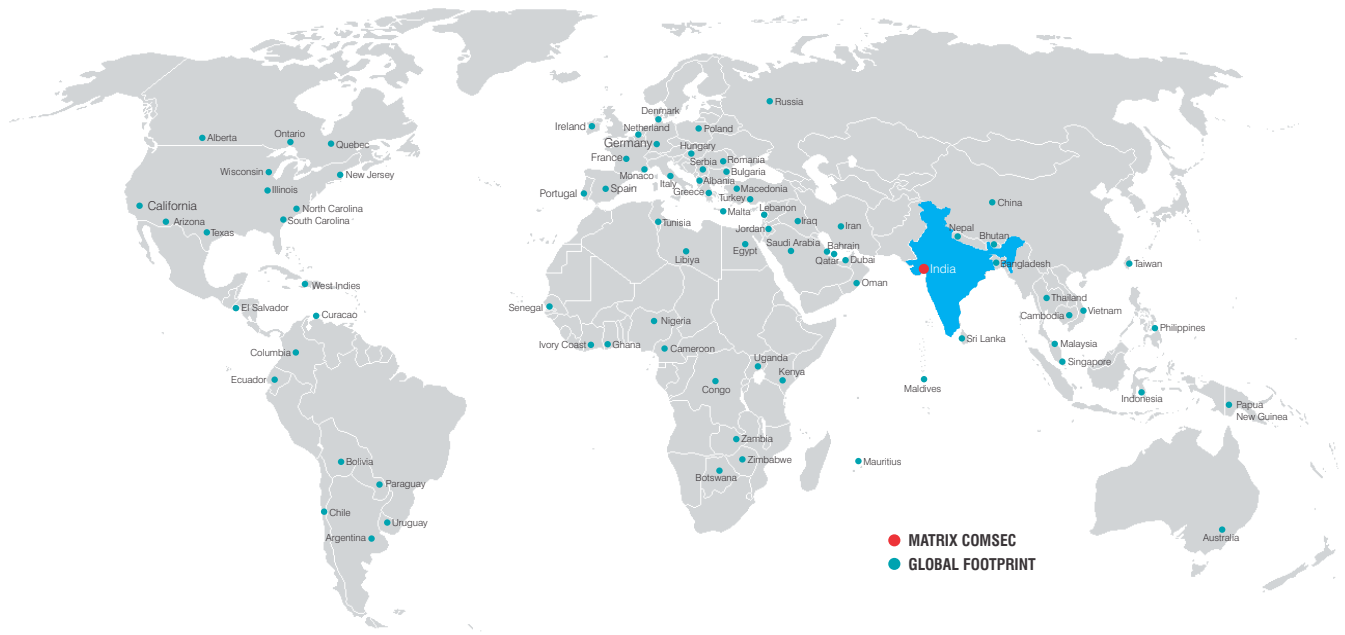 Russia
Denmark
Ireland
Netherland
Poland
Alberta
Ontario
Quebec
Germany
Hungary
France
Serbia
Romania
Wisconsin
New Jersey
Monaco
Bulgaria
Italy
Albania
Illinois
Portugal
Spain
Greece
Macedonia
Turkey
California
North Carolina
Malta
Lebanon
China
Arizona
South Carolina
Tunisia
Iraq
Iran
Texas
Jordan
Nepal
Bhutan
Egypt
Saudi Arabia
Bahrain
Libiya
Qatar
Dubai
India
Bangladesh
Taiwan
West Indies
Oman
El Salvador
Curacao
Senegal
Thailand
Nigeria
Cambodia
Vietnam
Philippines
Ivory Coast
Ghana
Cameroon
Sri Lanka
Malaysia
Columbia
Uganda
Singapore
Ecuador
Kenya
Congo
Maldives
Indonesia
Papua
New Guinea
Zambia
Bolivia
Zimbabwe
Mauritius
Botswana
Paraguay
Chile
Uruguay
Argentina
Australia
MATRIX COMSEC
GLOBAL FOOTPRINT